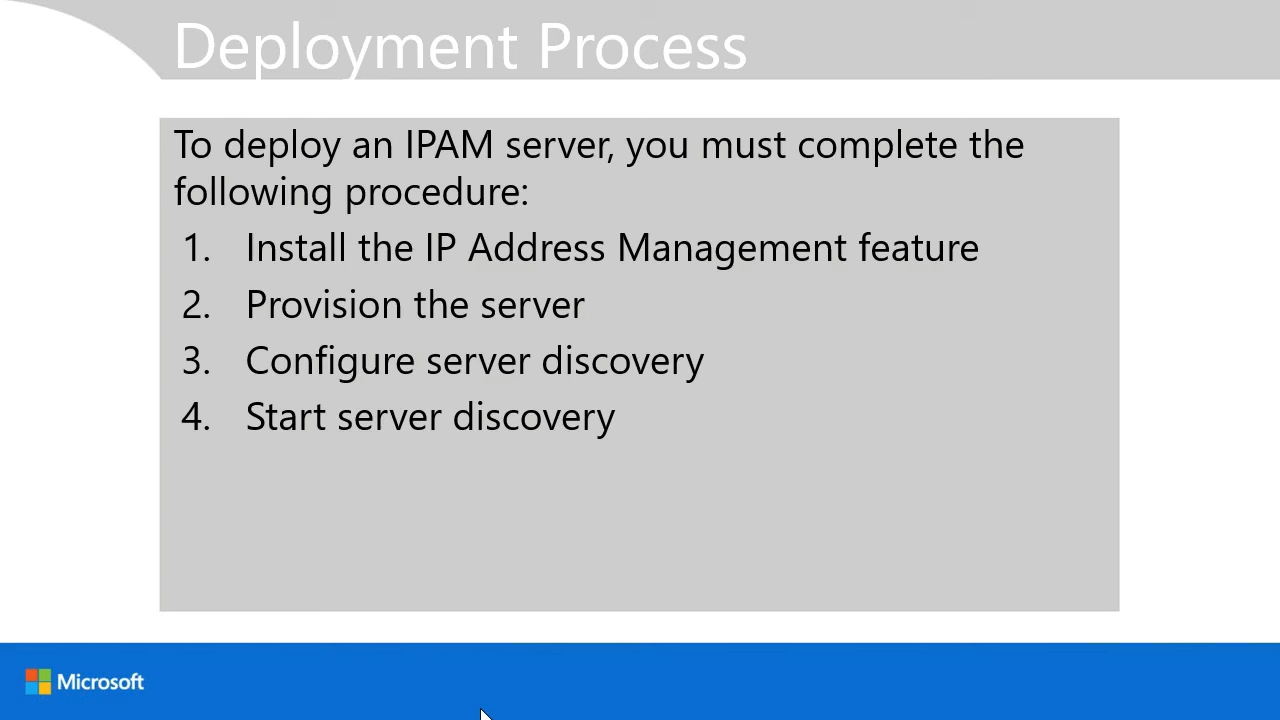 Deployment Process
To deploy an IPAM server, you must complete the
following procedure:
1. Install the IP Address Management feature
2. Provision the server
3. Configure server discovery
4. Start server discovery
Microsoft